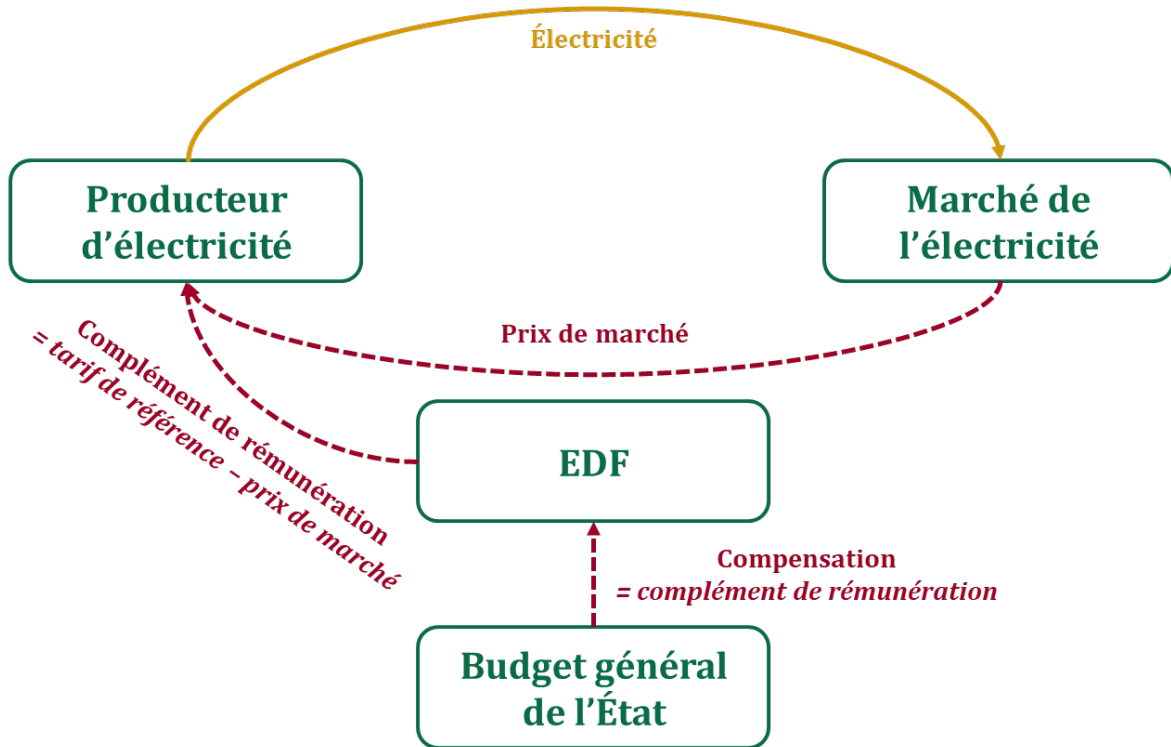 Électricité
Producteur
d’électricité
Marché de
l’électricité
Prix de marché
Complément de rémunération
= tarif de référence – prix de marché
EDF
Compensation
= complément de rémunération
Budget général
de l’État